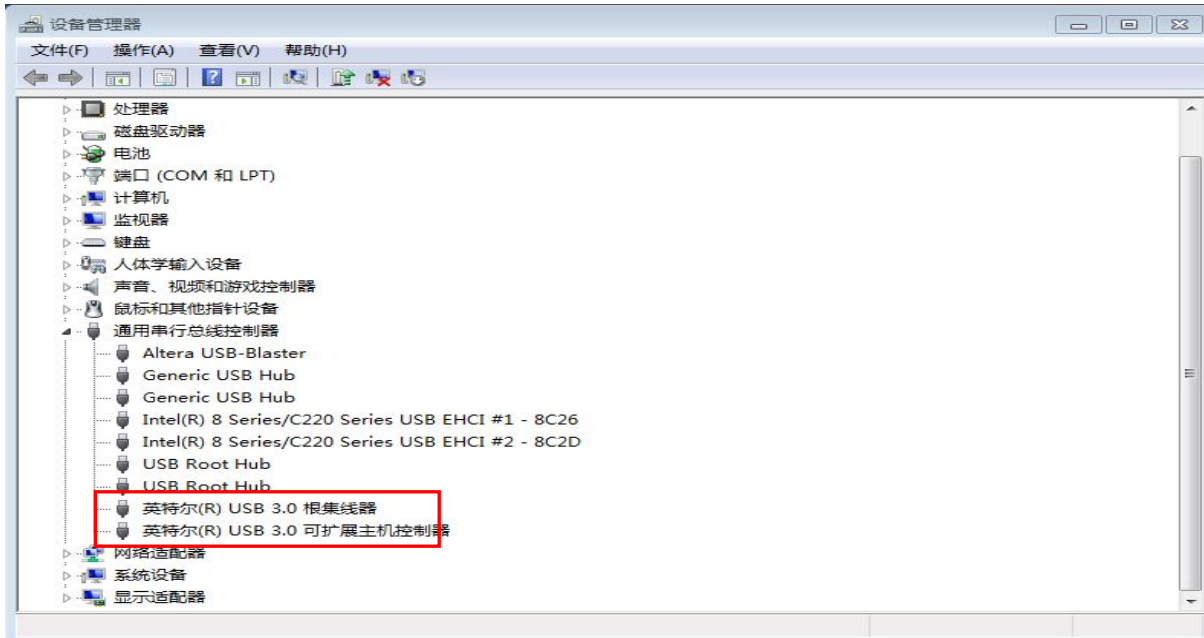 设备管理器
文件(F) 操作(A) 查看(V) 帮助(H)
处理器
磁盘驱动器
电池
端口 (COM 和 LPT)
计算机
监视器
键盘
人体学输入设备
声音、视频和游戏控制器
鼠标和其他指针设备
通用串行总线控制器
Altera USB-Blaster
Generic USB Hub
Generic USB Hub
Intel(R) 8 Series/C220 Series USB EHCI #1 - 8C26
Intel(R) 8 Series/C220 Series USB EHCI #2 - 8C2D
USB Root Hub
USB Root Hub
英特尔(R) USB 3.0 根集线器
英特尔(R) USB 3.0 可扩展主机控制器
网络适配器
系统设备
显示适配器